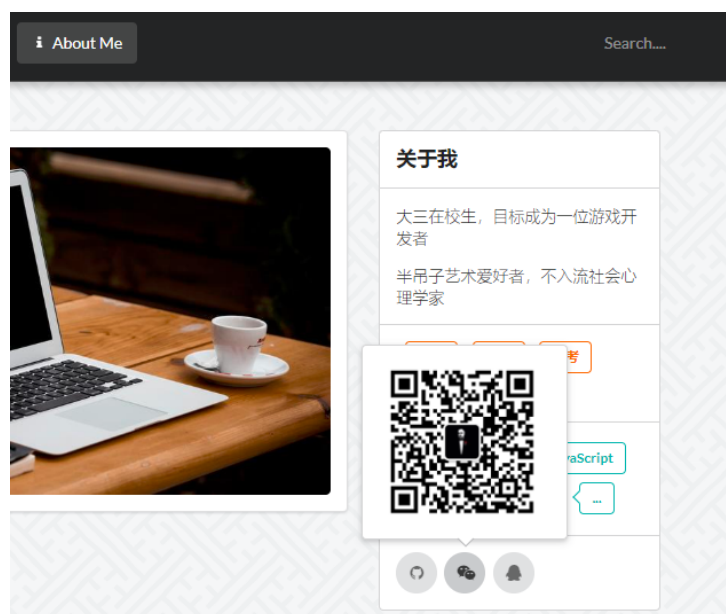 About Me
Search....
关于我
大三在校生，目标成为一位游戏开
发者
半吊子艺术爱好者，不入流社会心
理学家
考
vaScript
...